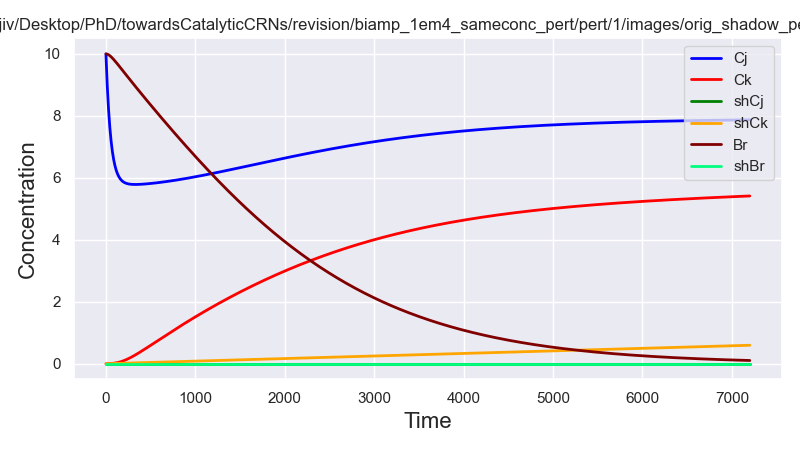 jiv/Desktop/PhD/towardsCatalyticCRNs/revision/biamp_1em4_sameconc_pert/pert/1/images/orig_shadow_pe
10
8
6
4
2
0
Concentration
Cj
Ck
shCj
shCk
Br
shBr
0 1000 2000 3000 4000 5000 6000 7000
Time